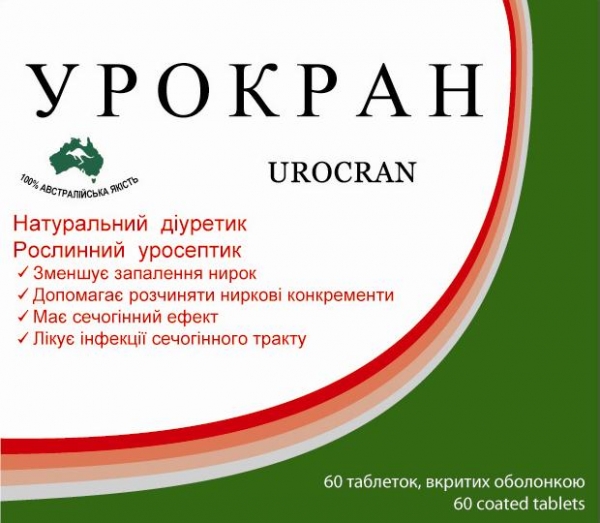 УРОКРАН
100% АВСТРАЛІЙСЬКА ЯКІСТЬ
UROCRAN
Натуральний діуретик
Рослинний уросептик
✓ Зменшує запалення нирок
✓ Допомагає розчиняти ниркові конкременти
✓ Має сечогінний ефект
✓ Лікує інфекції сечогінного тракту
60 таблеток, вкритих оболонкою
60 coated tablets